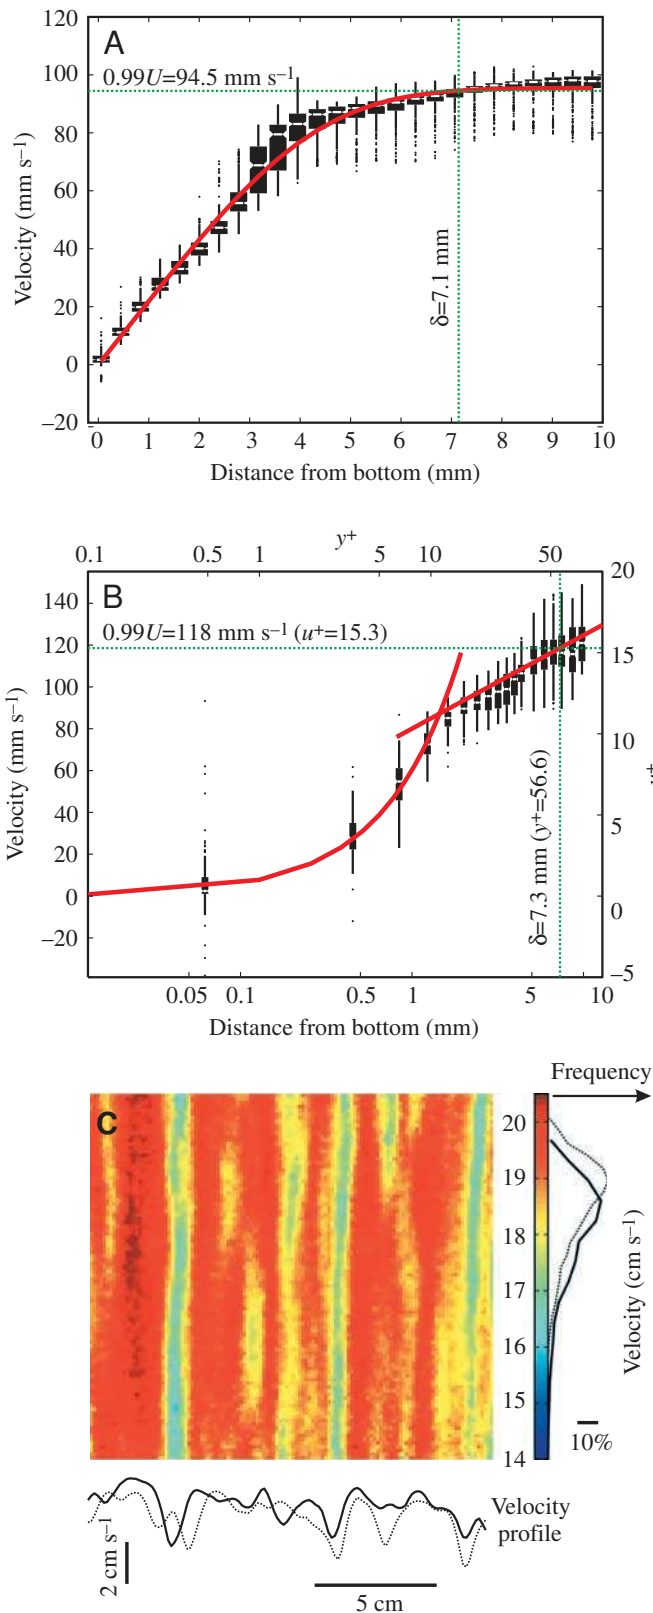 A
120
100
80
60
40
20
0
–20
Velocity (mm s–1)
0.99U=94.5 mm s–1
δ=7.1 mm
0 1 2 3 4 5 6 7 8 9 10
Distance from bottom (mm)
0.1 0.5 1 y+ 5 10 50
B
140
120
100
80
60
40
20
0
–20
Velocity (mm s–1)
0.99U=118 mm s–1 (u+=15.3)
δ=7.3 mm (y+=56.6)
20
15
10
5
0
–5
u+
0.05 0.1 0.5 1 5 10
Distance from bottom (mm)
C
Frequency
20
19
18
17
16
15
14
Velocity (cm s–1)
10%
Velocity
profile
2 cm s–1
5 cm